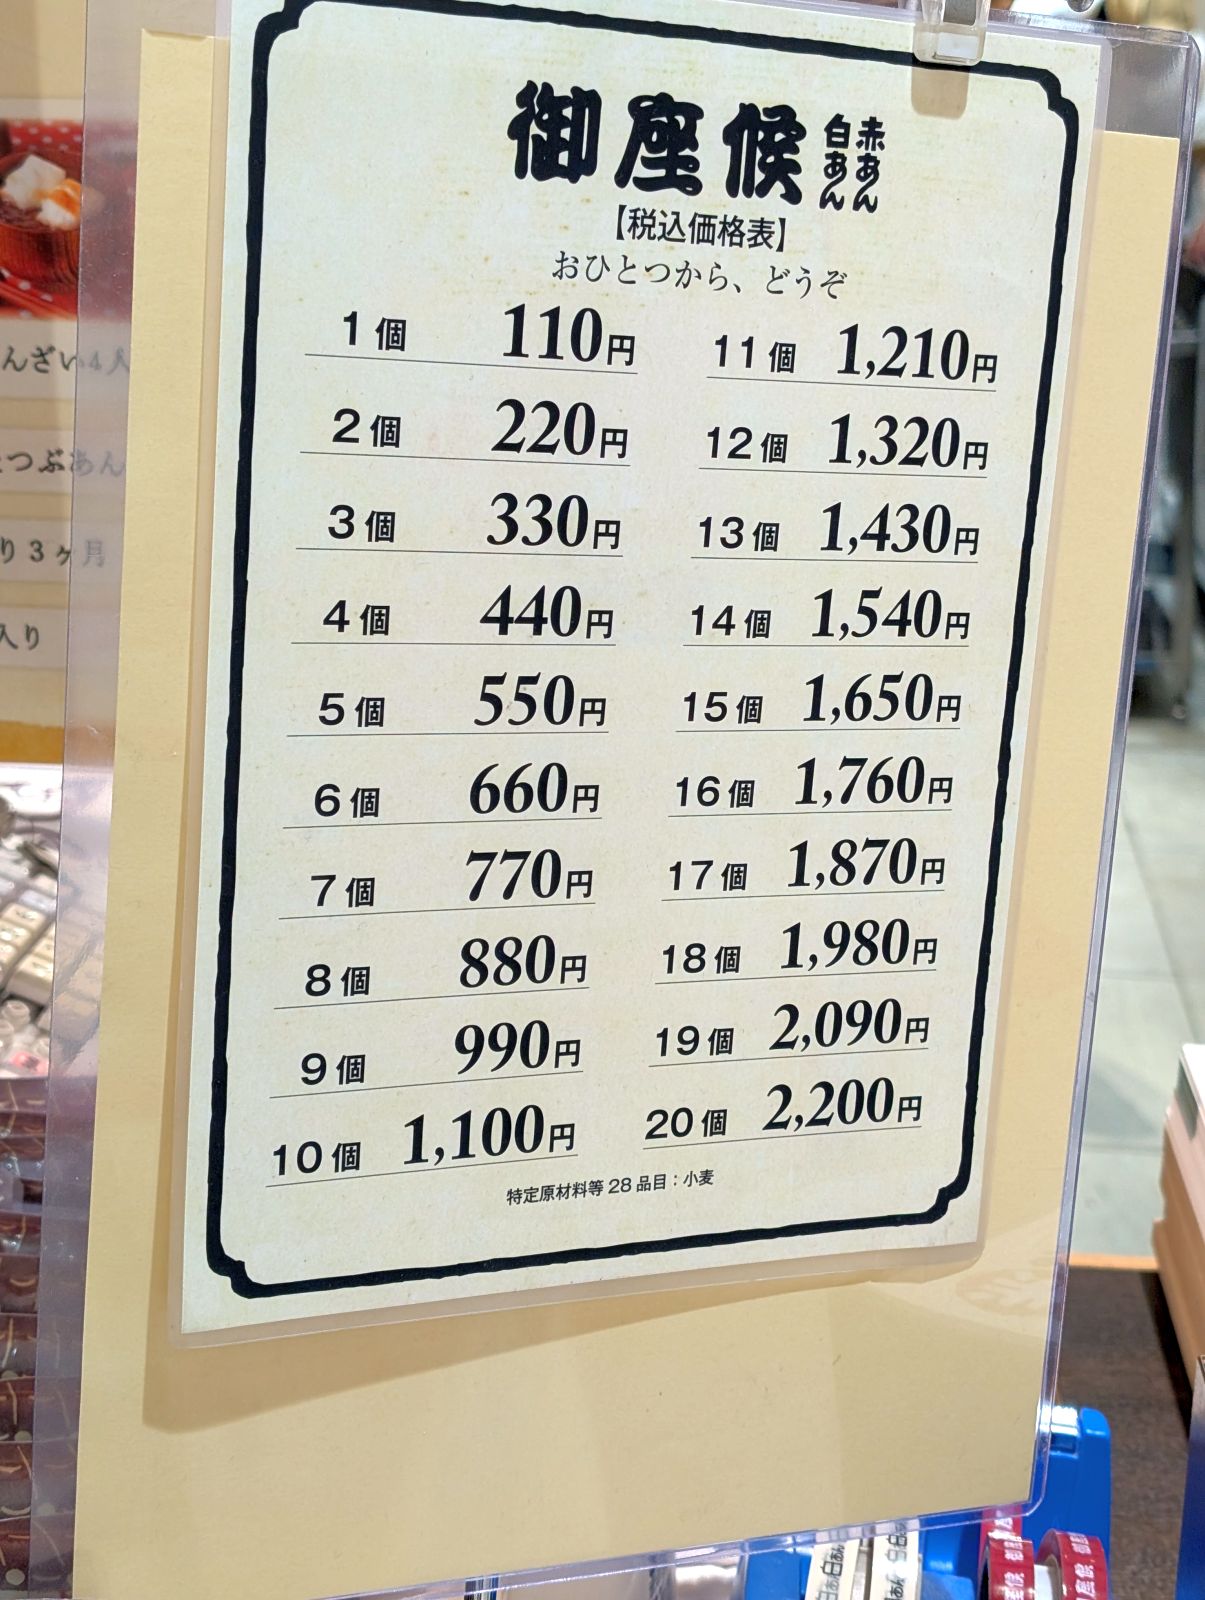 御座候 赤あん 白あん
【税込価格表】
おひとつから、どうぞ
1個 110円
2個 220円
3個 330円
4個 440円
5個 550円
6個 660円
7個 770円
8個 880円
9個 990円
10個 1,100円
11個 1,210円
12個 1,320円
13個 1,430円
14個 1,540円
15個 1,650円
16個 1,760円
17個 1,870円
18個 1,980円
19個 2,090円
20個 2,200円
特定原材料等28品目：小麦
んざい4人
つぶあん
り3ヶ月
入り
白あん